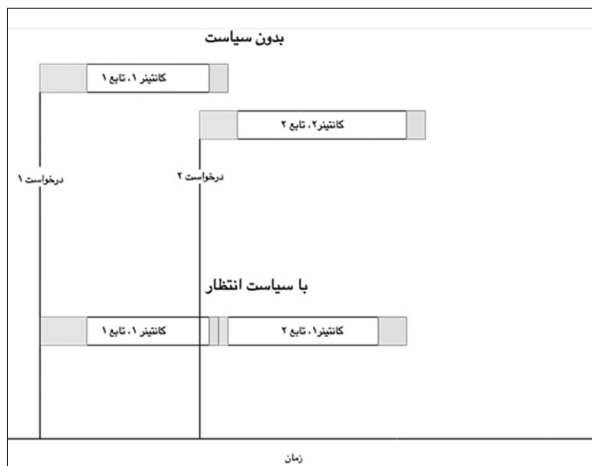 بدون سیاست
کانتینر ۱، تابع ۱
کانتینر۲، تابع ۲
درخواست ۱
درخواست ۲
با سیاست انتظار
کانتینر ۱، تابع ۱
کانتینر۱، تابع ۲
زمان